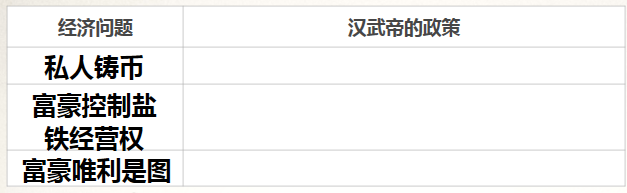 经济问题 汉武帝的政策
私人铸币
富豪控制盐
铁经营权
富豪唯利是图